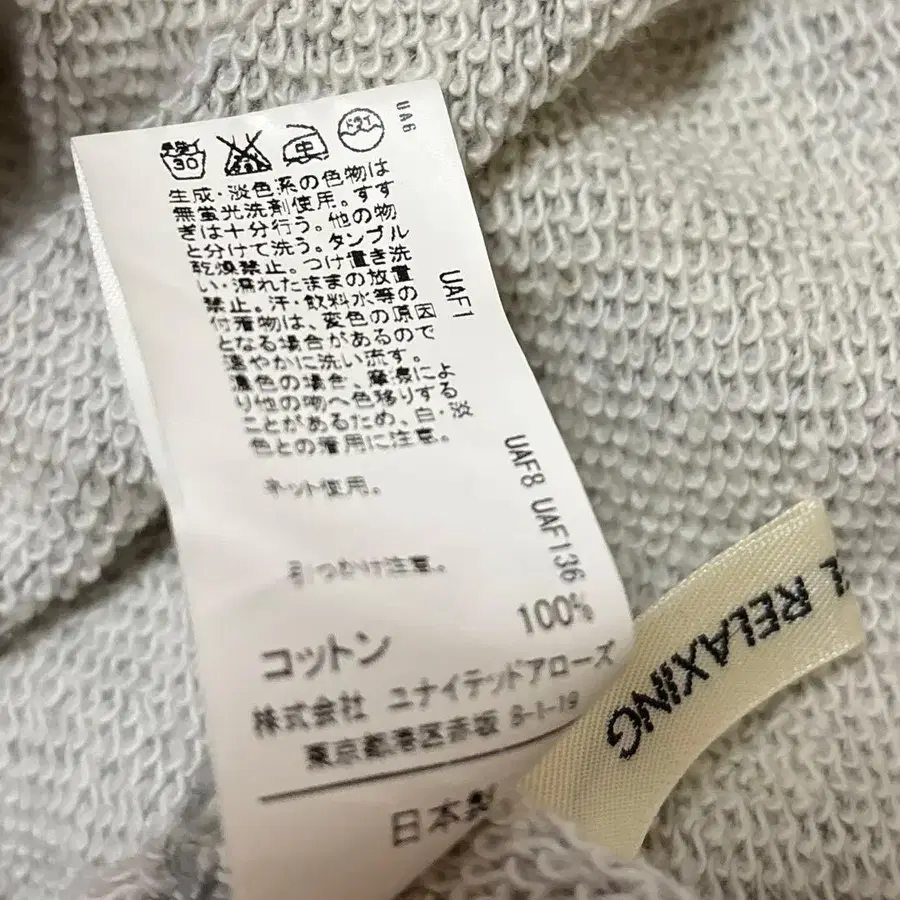 UA6
手洗イ 30
ドライ
生成・淡色系の色物は
無蛍光洗剤使用。すす
ぎは十分行う。他の物
と分けて洗う。タンブル
乾燥禁止。つけ置き洗
い・濡れたままの放置
禁止。汗・飲料水等の
付着物は、変色の原因
となる場合があるので
速やかに洗い流す。
濃色の場合、摩擦によ
り他の物へ色移りする
ことがあるため、白・淡
色との着用に注意。
UAF1
ネット使用。
UAF8 UAF136
引っかけ注意。
100%
コットン
株式会社 ユナイテッドアローズ
東京都港区赤坂 8-1-19
日本製
RELAXING